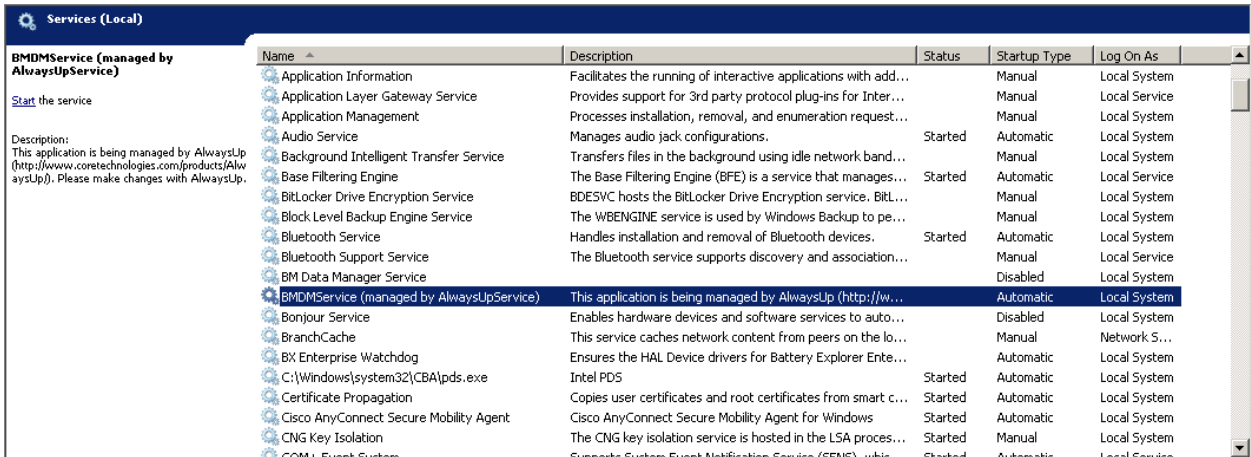 Services (Local)
BMDMService (managed by
AlwaysUpService)
Start the service
Description:
This application is being managed by AlwaysUp
(http://www.coretechnologies.com/products/Alw
aysUp/). Please make changes with AlwaysUp.
Name Description Status Startup Type Log On As
Application Information Facilitates the running of interactive applications with add... Manual Local System
Application Layer Gateway Service Provides support for 3rd party protocol plug-ins for Inter... Manual Local Service
Application Management Processes installation, removal, and enumeration request... Manual Local System
Audio Service Manages audio jack configurations. Started Automatic Local System
Background Intelligent Transfer Service Transfers files in the background using idle network band... Manual Local System
Base Filtering Engine The Base Filtering Engine (BFE) is a service that manages... Started Automatic Local Service
BitLocker Drive Encryption Service BDESVC hosts the BitLocker Drive Encryption service. BitL... Manual Local System
Block Level Backup Engine Service The WBENGINE service is used by Windows Backup to pe... Manual Local System
Bluetooth Service Handles installation and removal of Bluetooth devices. Started Automatic Local System
Bluetooth Support Service The Bluetooth service supports discovery and association... Manual Local Service
BM Data Manager Service Disabled Local System
BMDMService (managed by AlwaysUpService) This application is being managed by AlwaysUp (http://w... Automatic Local System
Bonjour Service Enables hardware devices and software services to auto... Disabled Local System
BranchCache This service caches network content from peers on the lo... Manual Network S...
BX Enterprise Watchdog Ensures the HAL Device drivers for Battery Explorer Ente... Automatic Local System
C:\Windows\system32\CBA\pds.exe Intel PDS Started Automatic Local System
Certificate Propagation Copies user certificates and root certificates from smart c... Started Automatic Local System
Cisco AnyConnect Secure Mobility Agent Cisco AnyConnect Secure Mobility Agent for Windows Started Automatic Local System
CNG Key Isolation The CNG key isolation service is hosted in the LSA proces... Started Manual Local System
COM+ Event System Supports System Event Notification Service (SENS), whic... Started Automatic Local Service